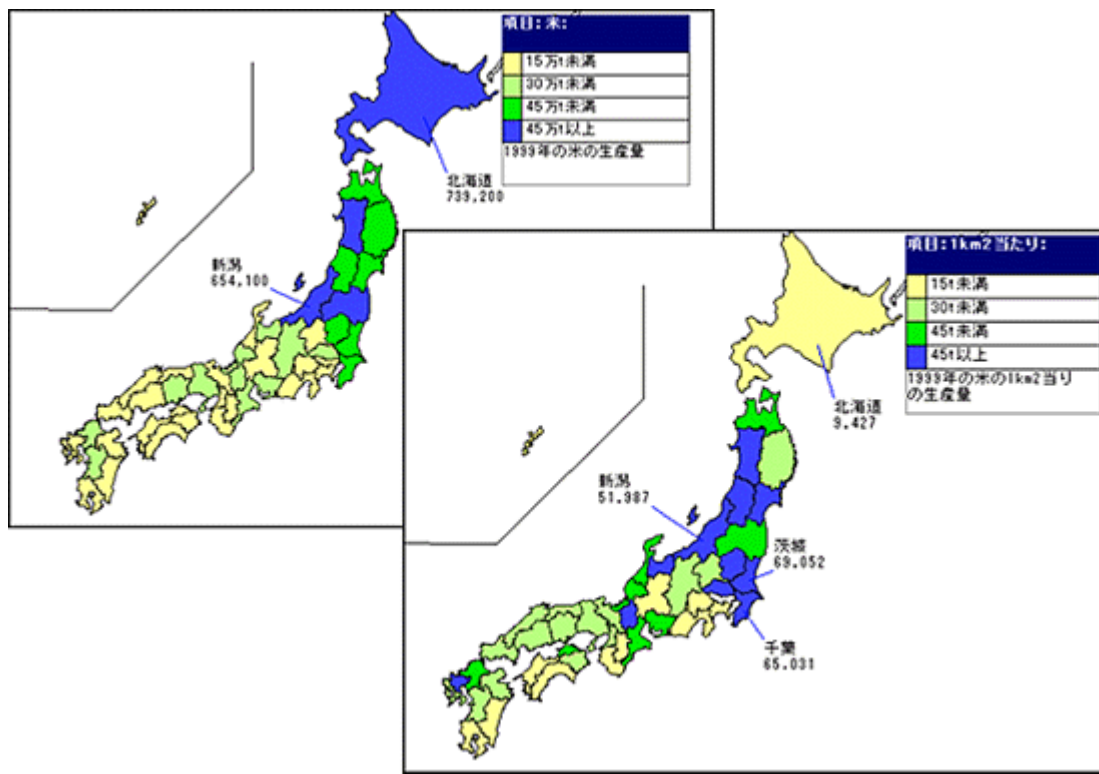 項目:米:
15万t未満
30万t未満
45万t未満
45万t以上
1999年の米の生産量
北海道
739,200
新潟
654,100
項目:1km2当たり:
15t未満
30t未満
45t未満
45t以上
1999年の米の1km2当り
の生産量
北海道
9.427
新潟
51.987
茨城
69.052
千葉
65.031